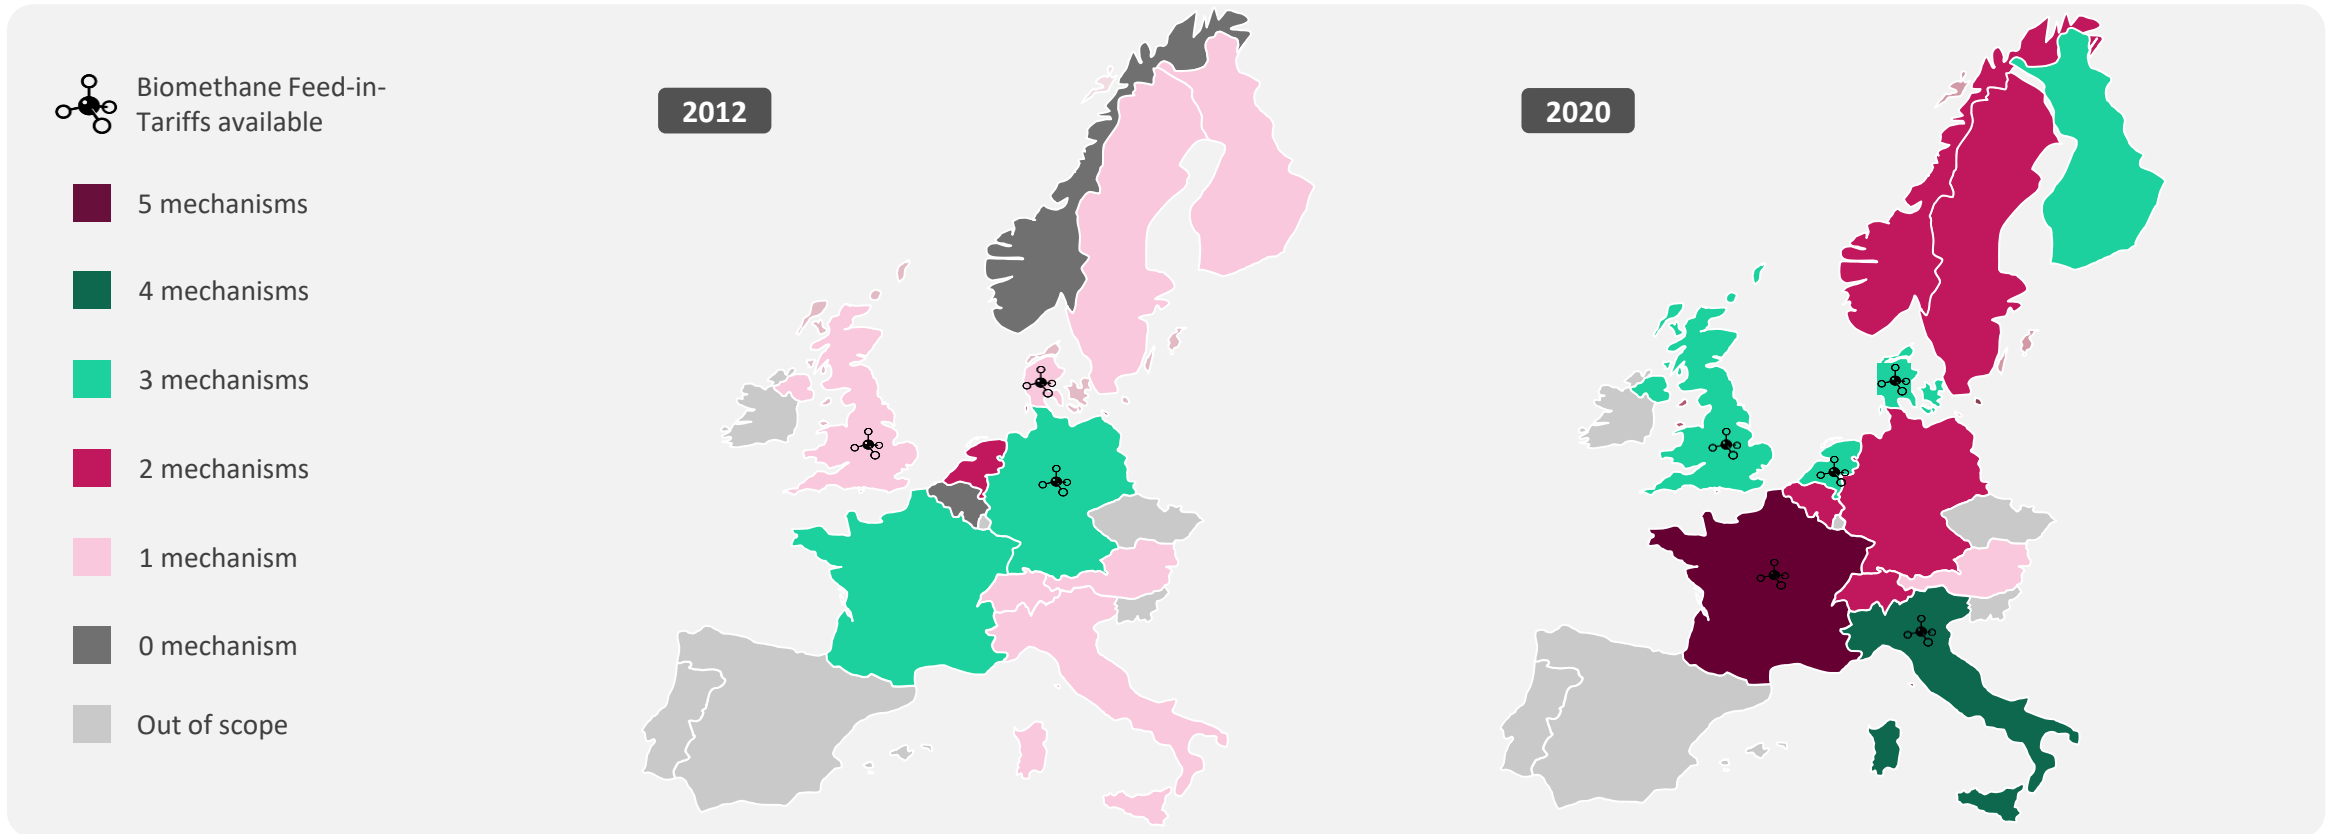 Biomethane Feed-in-
Tariffs available
5 mechanisms
4 mechanisms
3 mechanisms
2 mechanisms
1 mechanism
0 mechanism
Out of scope
2012
2020